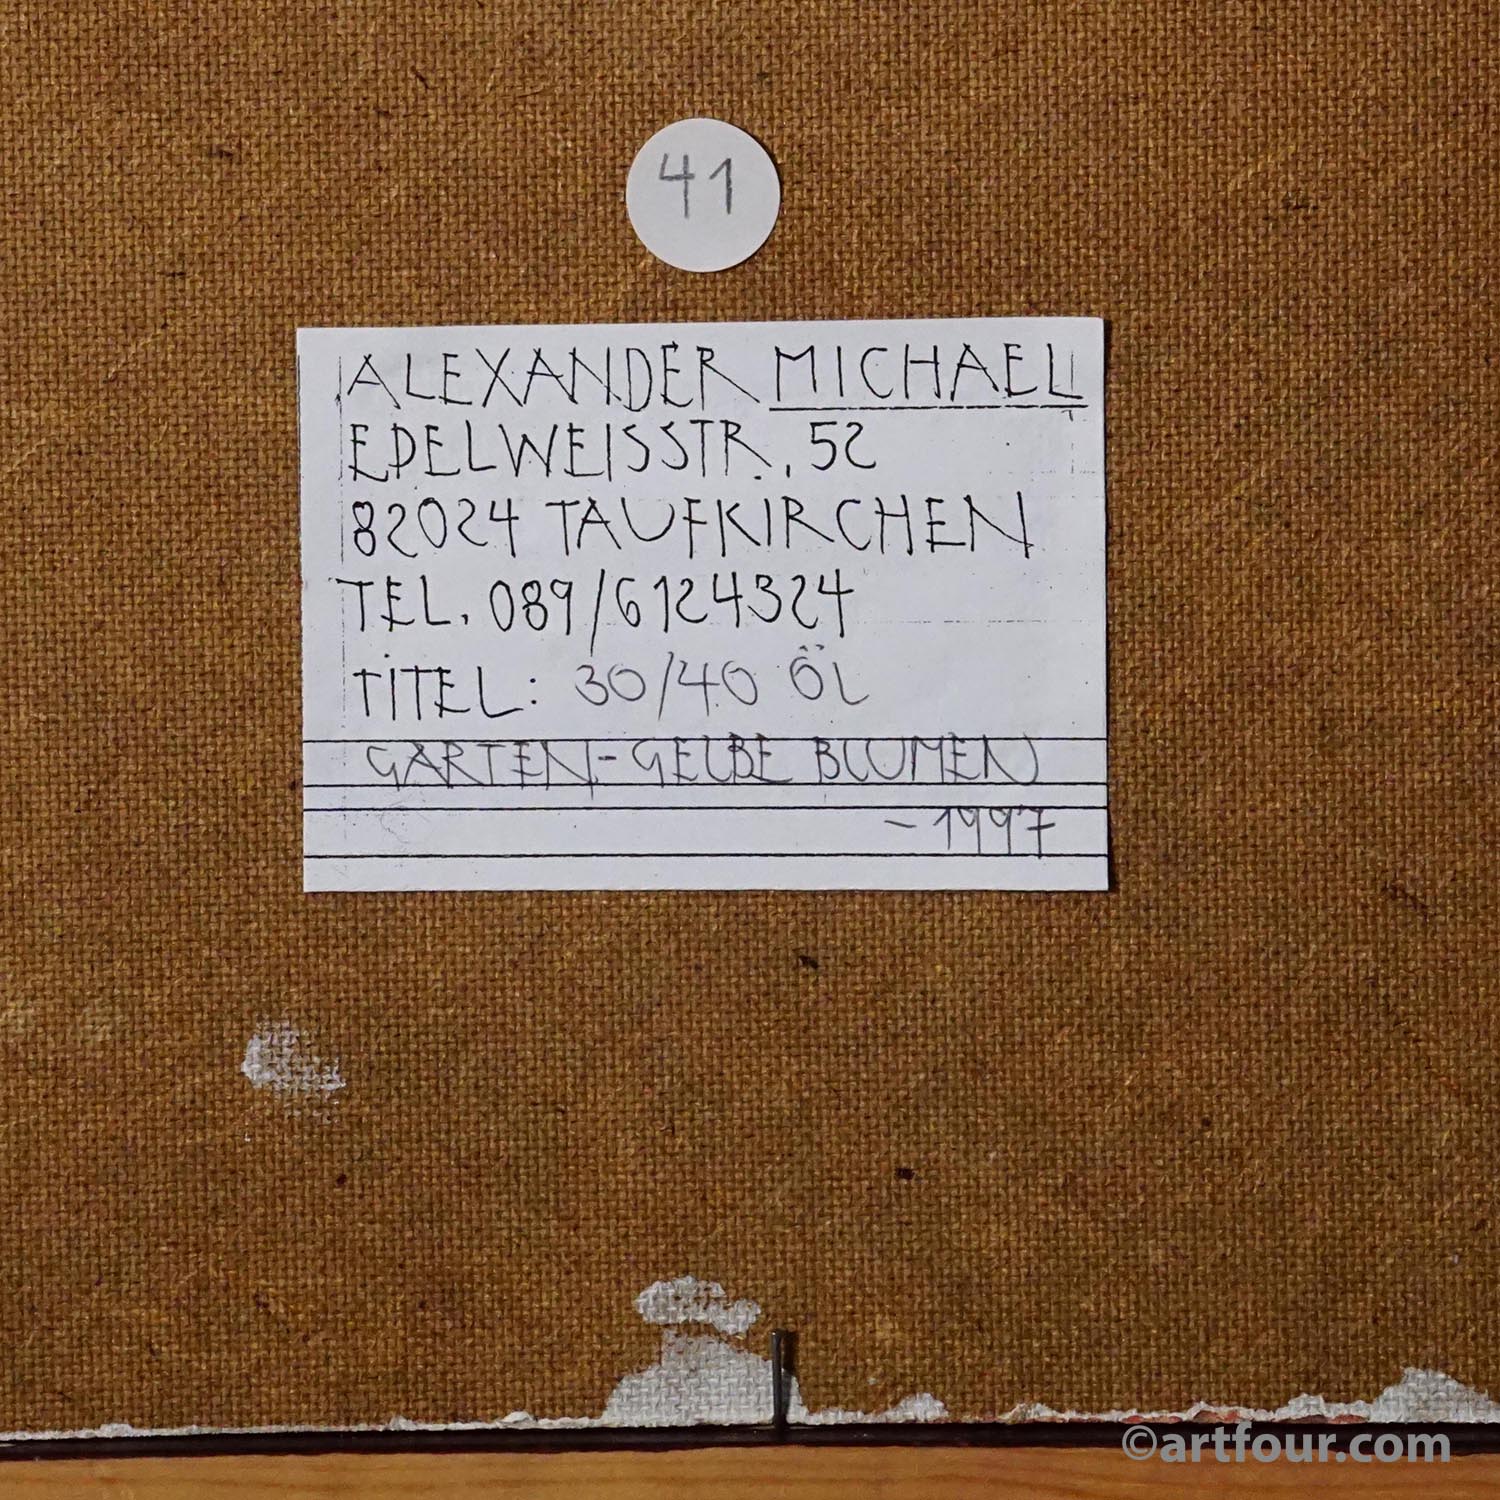 41
ALEXANDER MICHAEL
EDELWEISSTR. 52
82024 TAUFKIRCHEN
TEL. 089/6124324
TITEL: 30/40 ÖL
GARTEN-GELBE BLUMEN
- 1997
©artfour.com